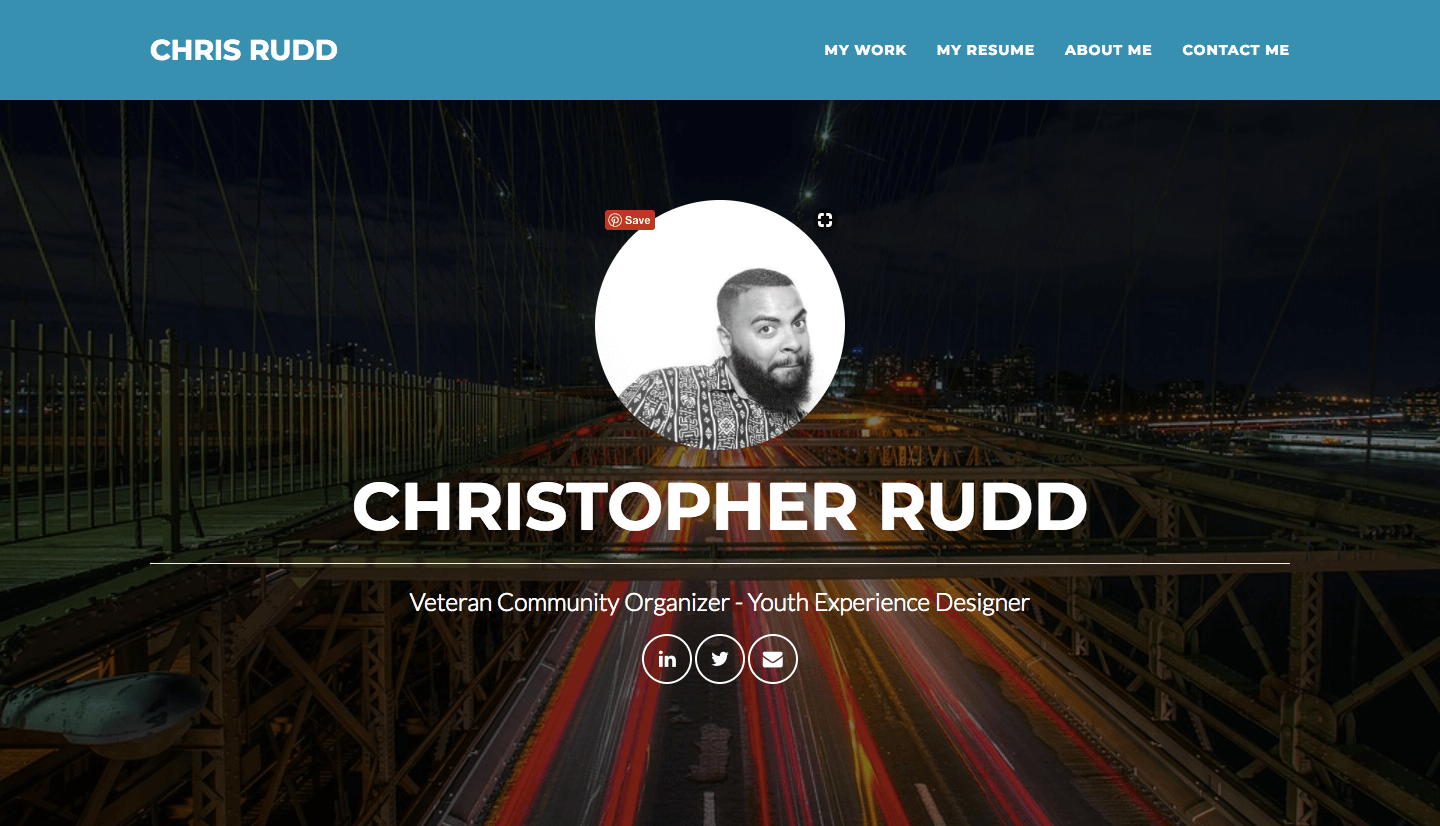 CHRIS RUDD
MY WORK MY RESUME ABOUT ME CONTACT ME
Save
CHRISTOPHER RUDD
Veteran Community Organizer - Youth Experience Designer
in